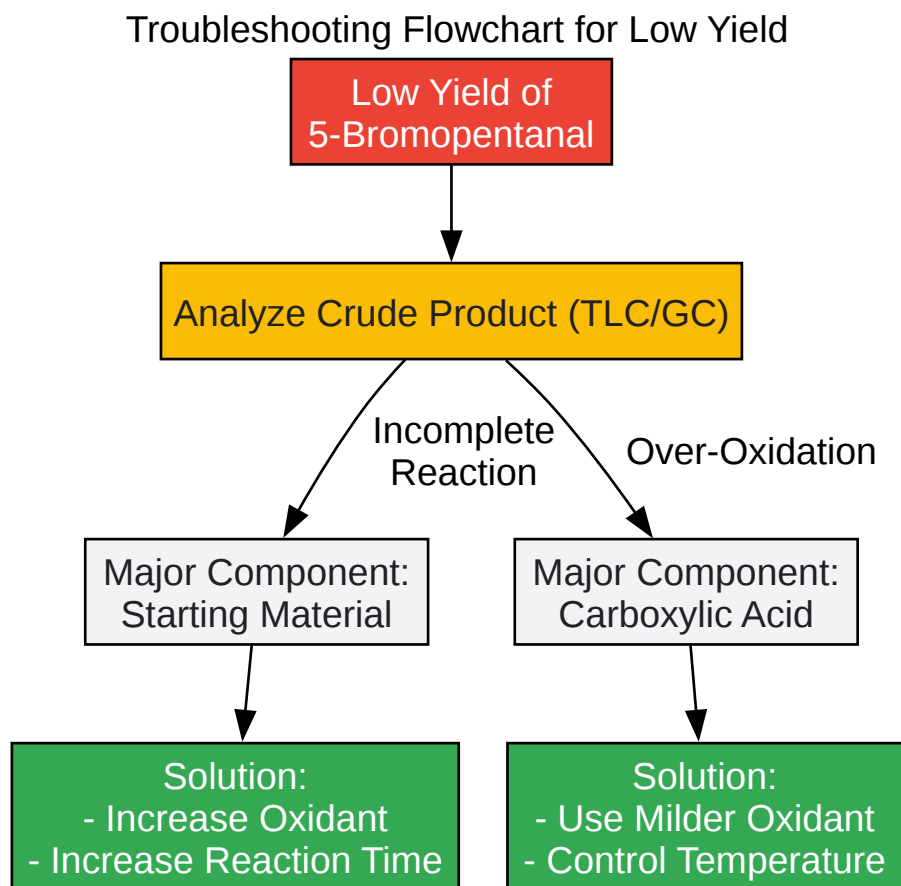 Troubleshooting Flowchart for Low Yield
Low Yield of
5-Bromopentanal
Analyze Crude Product (TLC/GC)
Incomplete
Reaction
Over-Oxidation
Major Component:
Starting Material
Major Component:
Carboxylic Acid
Solution:
- Increase Oxidant
- Increase Reaction Time
Solution:
- Use Milder Oxidant
- Control Temperature